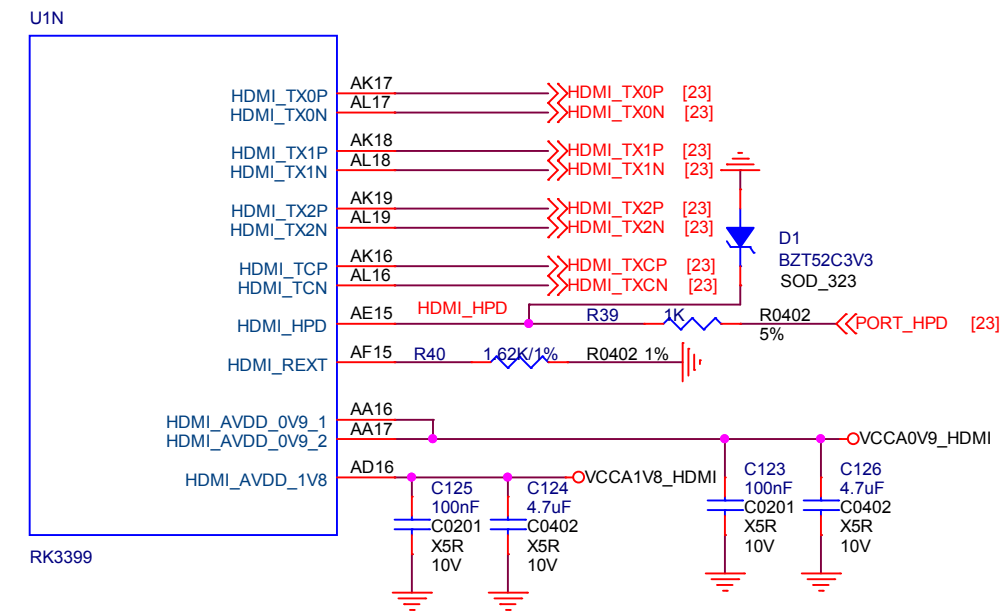 U1N
HDMI_TX0P AK17 HDMI_TX0P [23]
HDMI_TX0N AL17 HDMI_TX0N [23]
HDMI_TX1P AK18 HDMI_TX1P [23]
HDMI_TX1N AL18 HDMI_TX1N [23]
HDMI_TX2P AK19 HDMI_TX2P [23]
HDMI_TX2N AL19 HDMI_TX2N [23]
D1
BZT52C3V3
SOD_323
HDMI_TCP AK16 HDMI_TXCP [23]
HDMI_TCN AL16 HDMI_TXCN [23]
HDMI_HPD AE15 HDMI_HPD R39 1K R0402 PORT_HPD [23]
5%
HDMI_REXT AF15 R40 1.62K/1% R0402 1%
HDMI_AVDD_0V9_1 AA16
HDMI_AVDD_0V9_2 AA17 VCCA0V9_HDMI
HDMI_AVDD_1V8 AD16 VCCA1V8_HDMI
C125
100nF
C0201
X5R
10V
C124
4.7uF
C0402
X5R
10V
C123
100nF
C0201
X5R
10V
C126
4.7uF
C0402
X5R
10V
RK3399